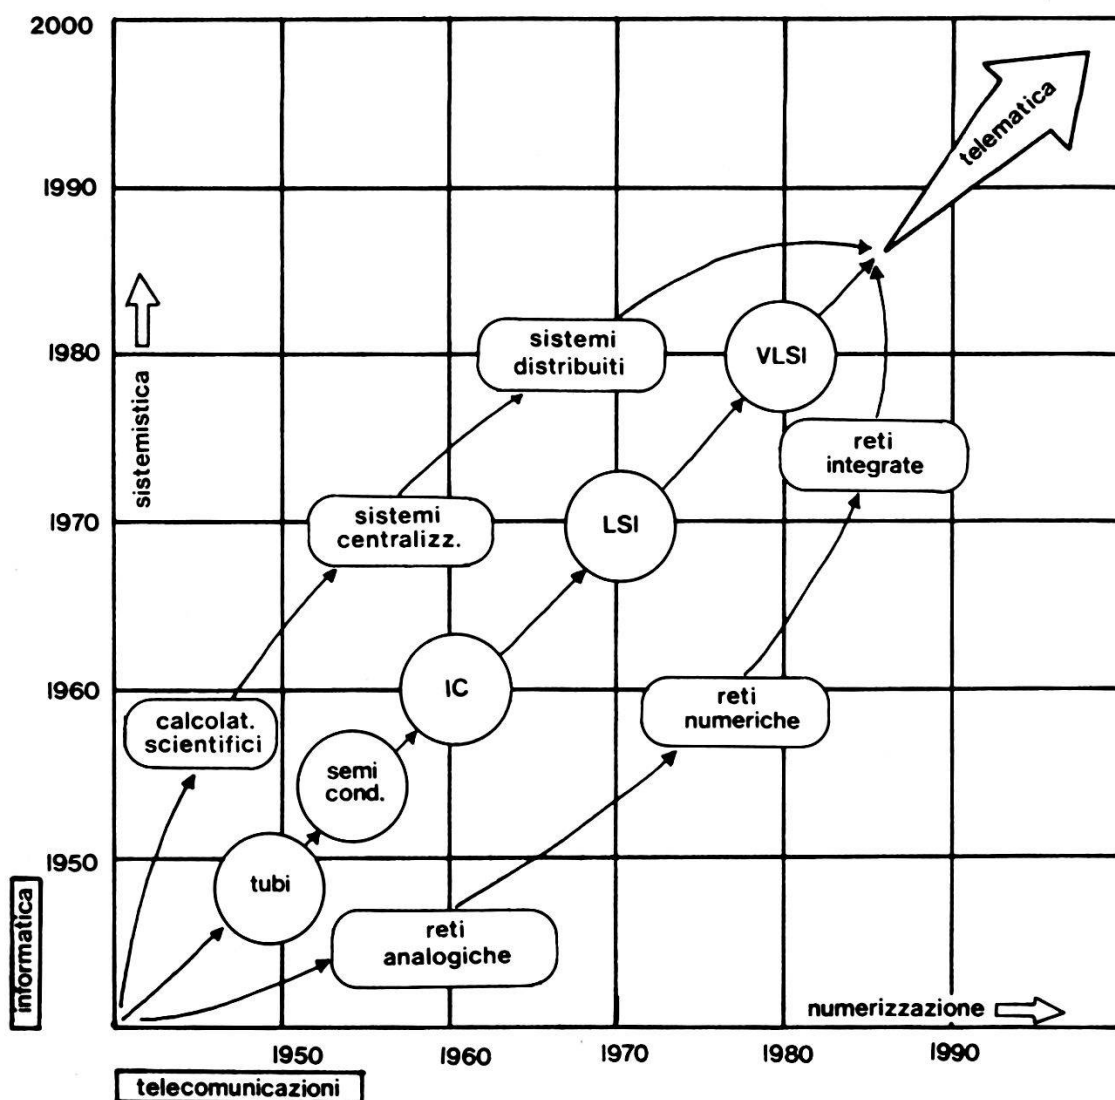 2000
telematica
1990
sistemistica
sistemi
distribuiti
1980
VLSI
reti
integrate
sistemi
centralizz.
1970
LSI
IC
1960
reti
numeriche
calcolat.
scientifici
semi
cond.
1950
tubi
reti
analogiche
informatica
numerizzazione
1950
1960
1970
1980
1990
telecomunicazioni